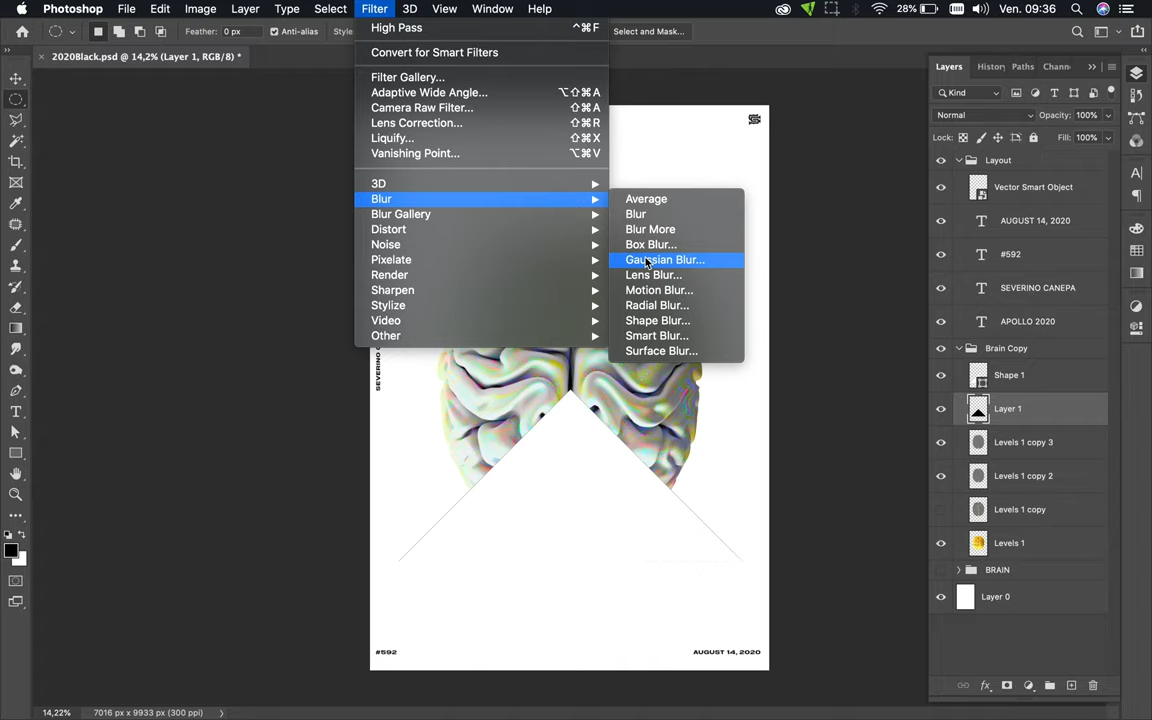 Photoshop File Edit Image Layer Type Select Filter 3D View Window Help 28% Ven. 09:36
Feather: 0 px Anti-alias Style Select and Mask...
2020Black.psd @ 14,2% (Layer 1, RGB/8) *
High Pass ^⌘F
Convert for Smart Filters
Filter Gallery...
Adaptive Wide Angle... ⌥⇧⌘A
Camera Raw Filter... ⇧⌘A
Lens Correction... ⇧⌘R
Liquify... ⇧⌘X
Vanishing Point... ⌥⌘V
3D
Blur
Blur Gallery
Distort
Noise
Pixelate
Render
Sharpen
Stylize
Video
Other
Average
Blur
Blur More
Box Blur...
Gaussian Blur...
Lens Blur...
Motion Blur...
Radial Blur...
Shape Blur...
Smart Blur...
Surface Blur...
SEVERINO
#592
AUGUST 14, 2020
Layers History Paths Chann
Kind
Normal Opacity: 100%
Lock: Fill: 100%
Layout
Vector Smart Object
AUGUST 14, 2020
#592
SEVERINO CANEPA
APOLLO 2020
Brain Copy
Shape 1
Layer 1
Levels 1 copy 3
Levels 1 copy 2
Levels 1 copy
Levels 1
BRAIN
Layer 0
14,22% 7016 px x 9933 px (300 ppi)